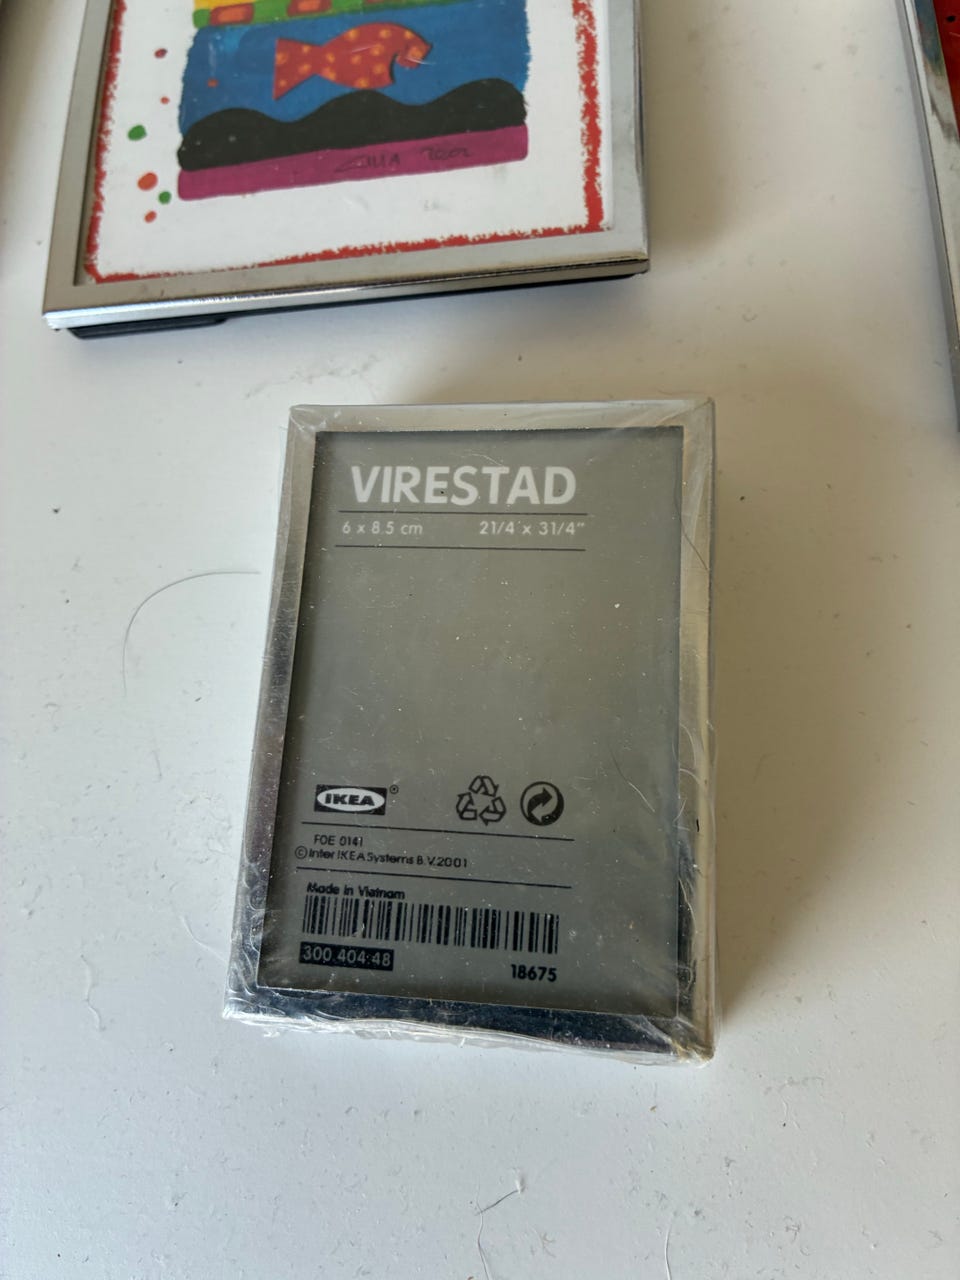 VIRESTAD
6 x 8.5 cm 21/4 x 31/4"
IKEA®
FOE 0141
© Inter IKEA Systems B.V. 2001
Made in Vietnam
300.404.48
18675